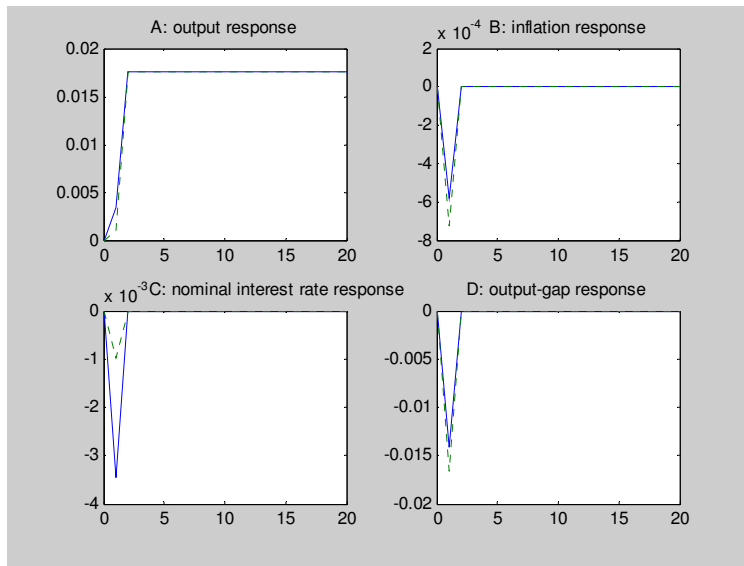 A: output response
0.02
0.015
0.01
0.005
0
0 5 10 15 20
x 10^-4 B: inflation response
2
0
-2
-4
-6
-8
0 5 10 15 20
x 10^-3 C: nominal interest rate response
0
-1
-2
-3
-4
0 5 10 15 20
D: output-gap response
0
-0.005
-0.01
-0.015
-0.02
0 5 10 15 20